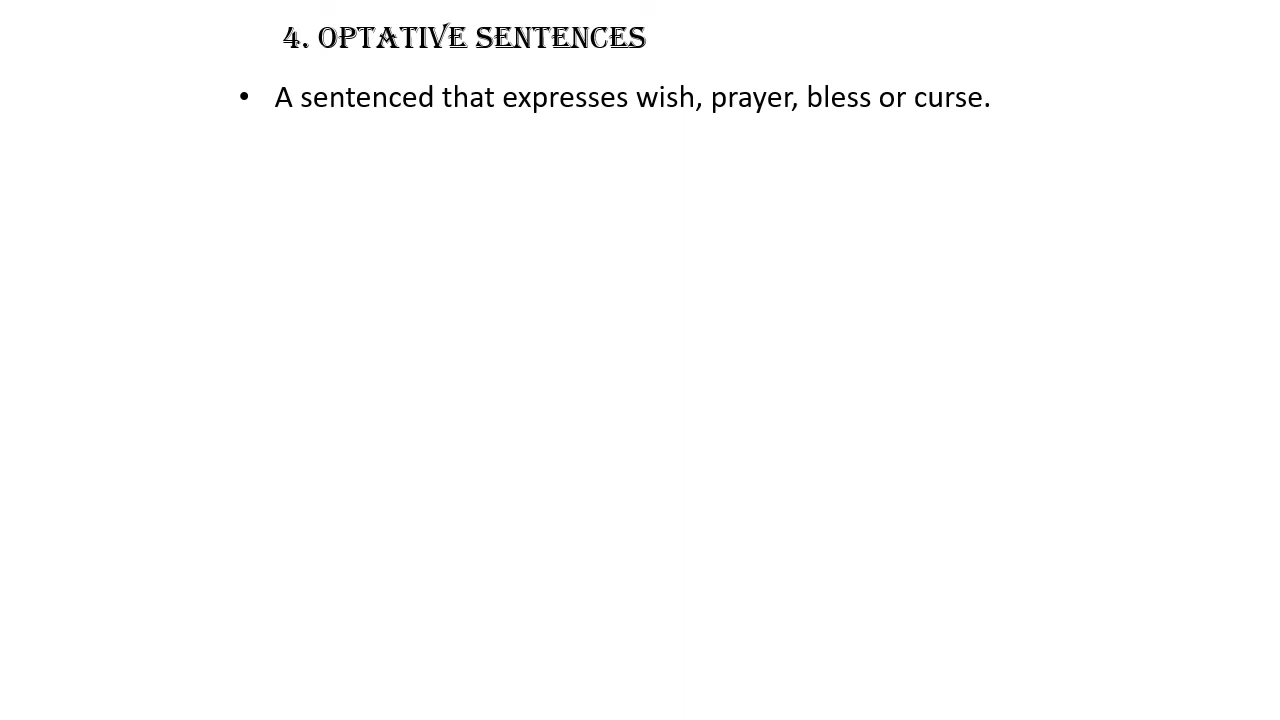 4. OPTATIVE SENTENCES
• A sentenced that expresses wish, prayer, bless or curse.